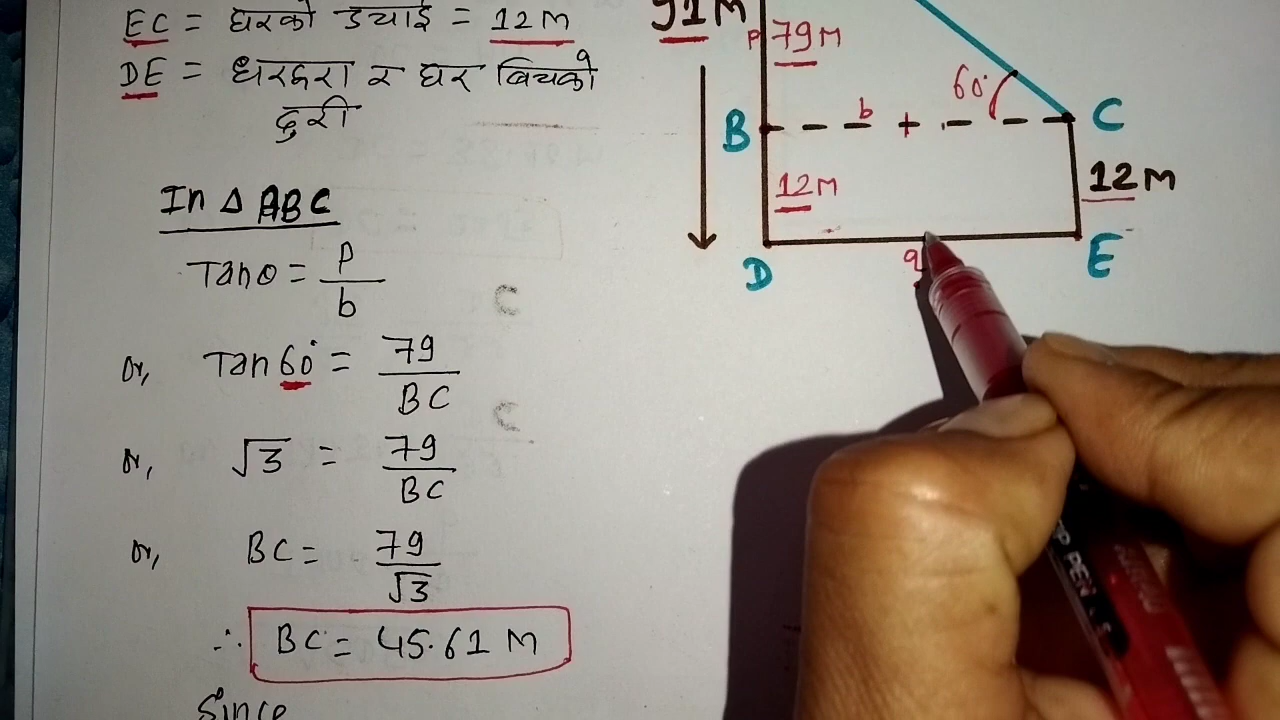 EC = घरको उचाई = 12M
DE = धरहरा र घर बिचको
दुरी
?
In Δ ABC
Tanθ = P
b
Or, Tan60° = 79
BC
Or, √3 = 79
BC
Or, BC = 79
√3
∴ BC = 45.61 M
Since
91M
P 79M
60°
B b C
12M 12M
D E
?